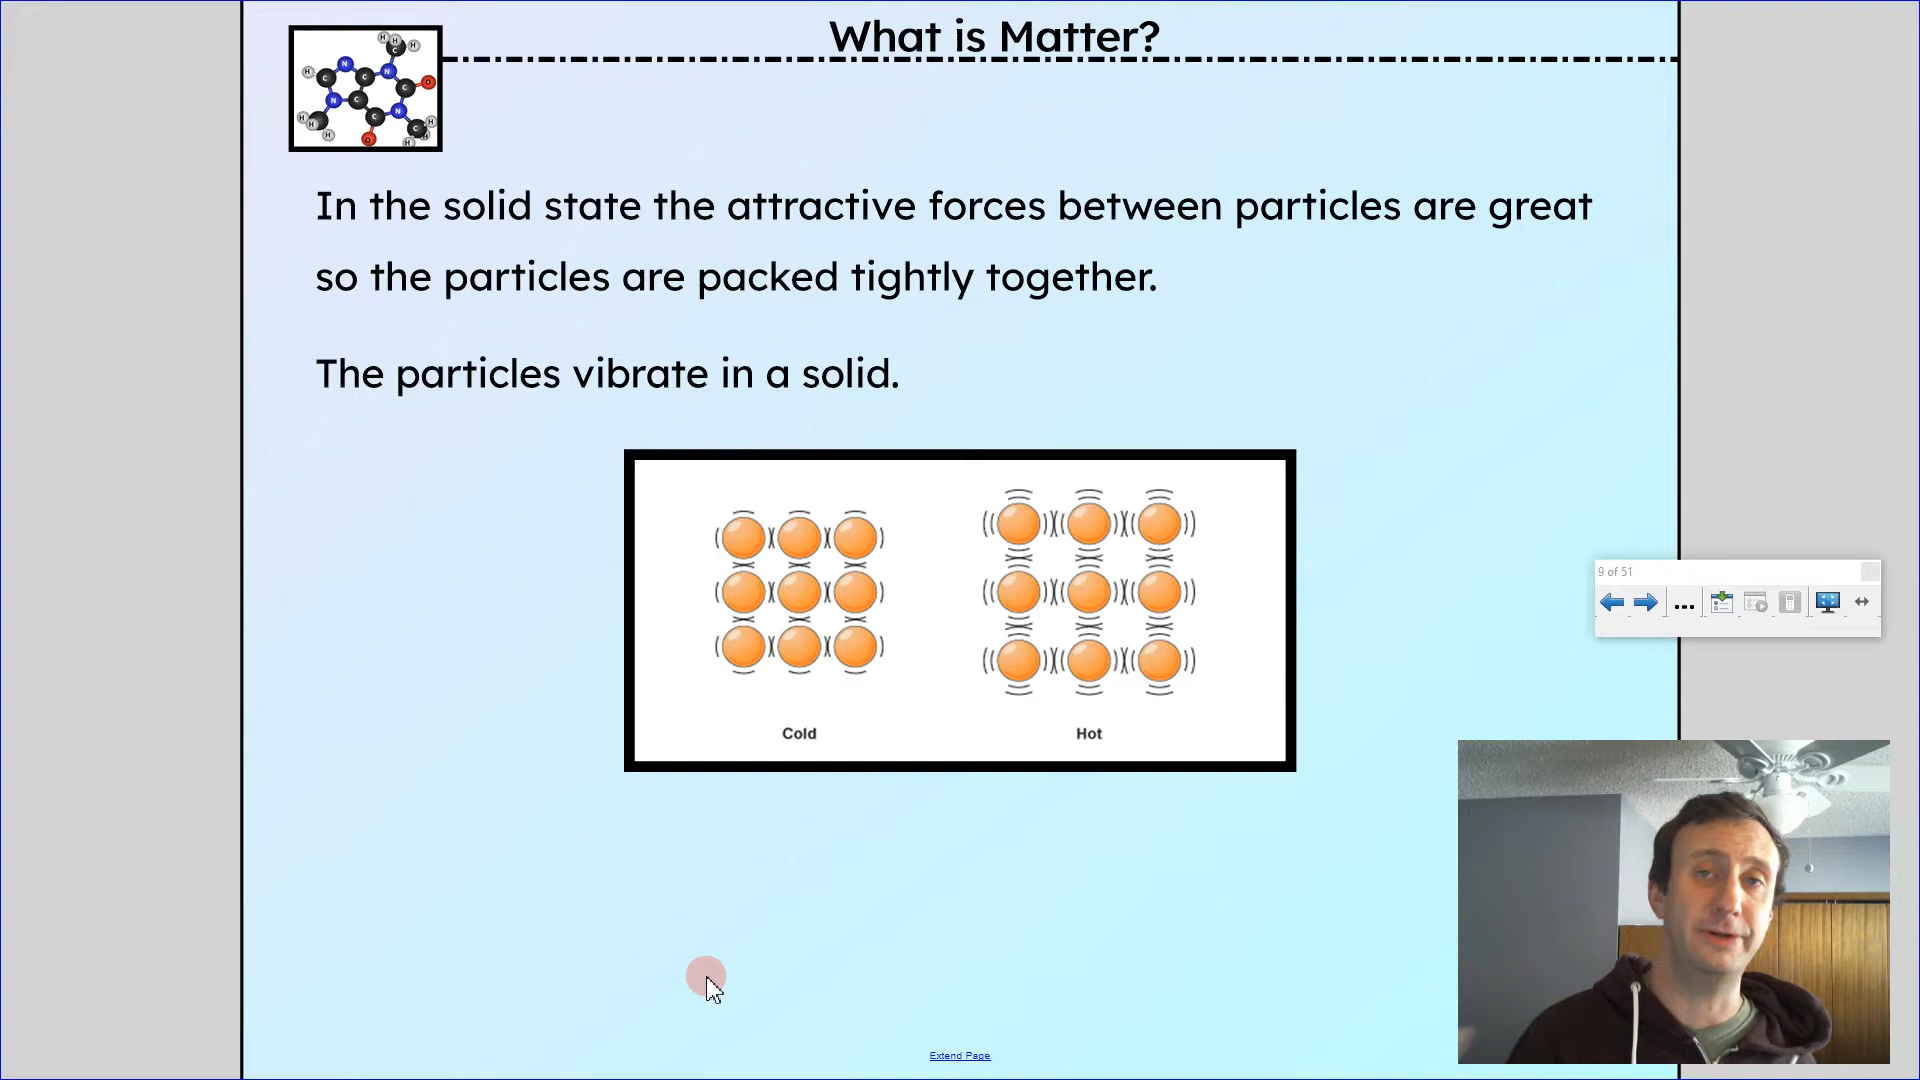 What is Matter?
In the solid state the attractive forces between particles are great
so the particles are packed tightly together.
The particles vibrate in a solid.
Cold
Hot
9 of 51
Extend Page